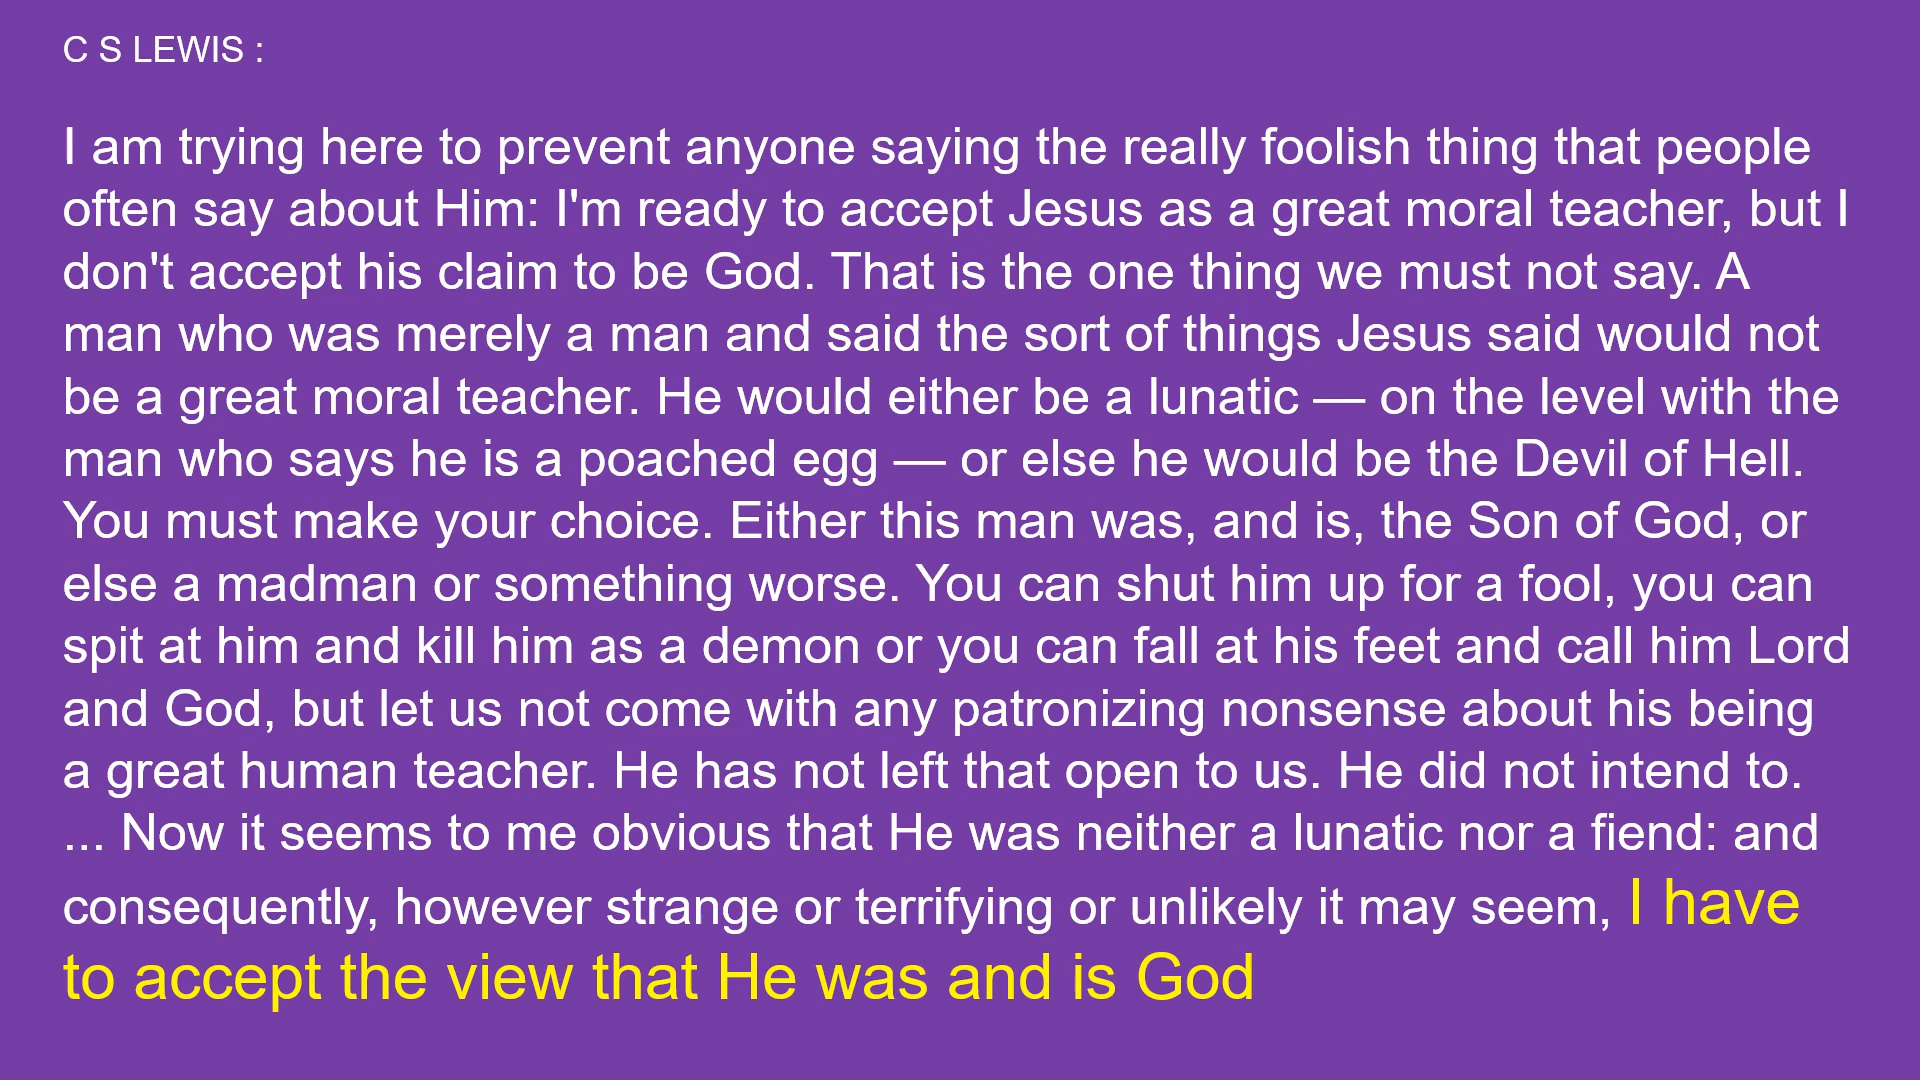 C S LEWIS :
I am trying here to prevent anyone saying the really foolish thing that people
often say about Him: I'm ready to accept Jesus as a great moral teacher, but I
don't accept his claim to be God. That is the one thing we must not say. A
man who was merely a man and said the sort of things Jesus said would not
be a great moral teacher. He would either be a lunatic — on the level with the
man who says he is a poached egg — or else he would be the Devil of Hell.
You must make your choice. Either this man was, and is, the Son of God, or
else a madman or something worse. You can shut him up for a fool, you can
spit at him and kill him as a demon or you can fall at his feet and call him Lord
and God, but let us not come with any patronizing nonsense about his being
a great human teacher. He has not left that open to us. He did not intend to.
... Now it seems to me obvious that He was neither a lunatic nor a fiend: and
consequently, however strange or terrifying or unlikely it may seem, I have
to accept the view that He was and is God